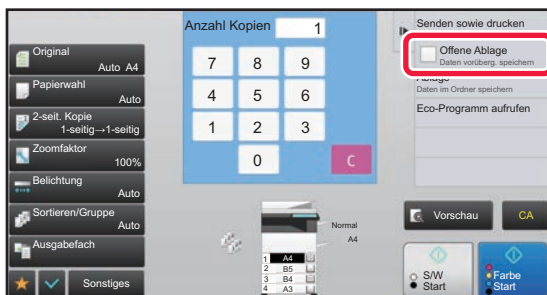 Original
Auto A4
Papierwahl
Auto
2-seit. Kopie
1-seitig→1-seitig
Zoomfaktor
100%
Belichtung
Auto
Sortieren/Gruppe
Auto
Ausgabefach
Sonstiges
Anzahl Kopien 1
7 8 9
4 5 6
1 2 3
0 C
Normal
A4
1 A4
2 B5
3 B4
4 A3
Senden sowie drucken
Offene Ablage
Daten vorüberg. speichern
Ablage
Daten im Ordner speichern
Eco-Programm aufrufen
Vorschau CA
S/W
Start
Farbe
Start